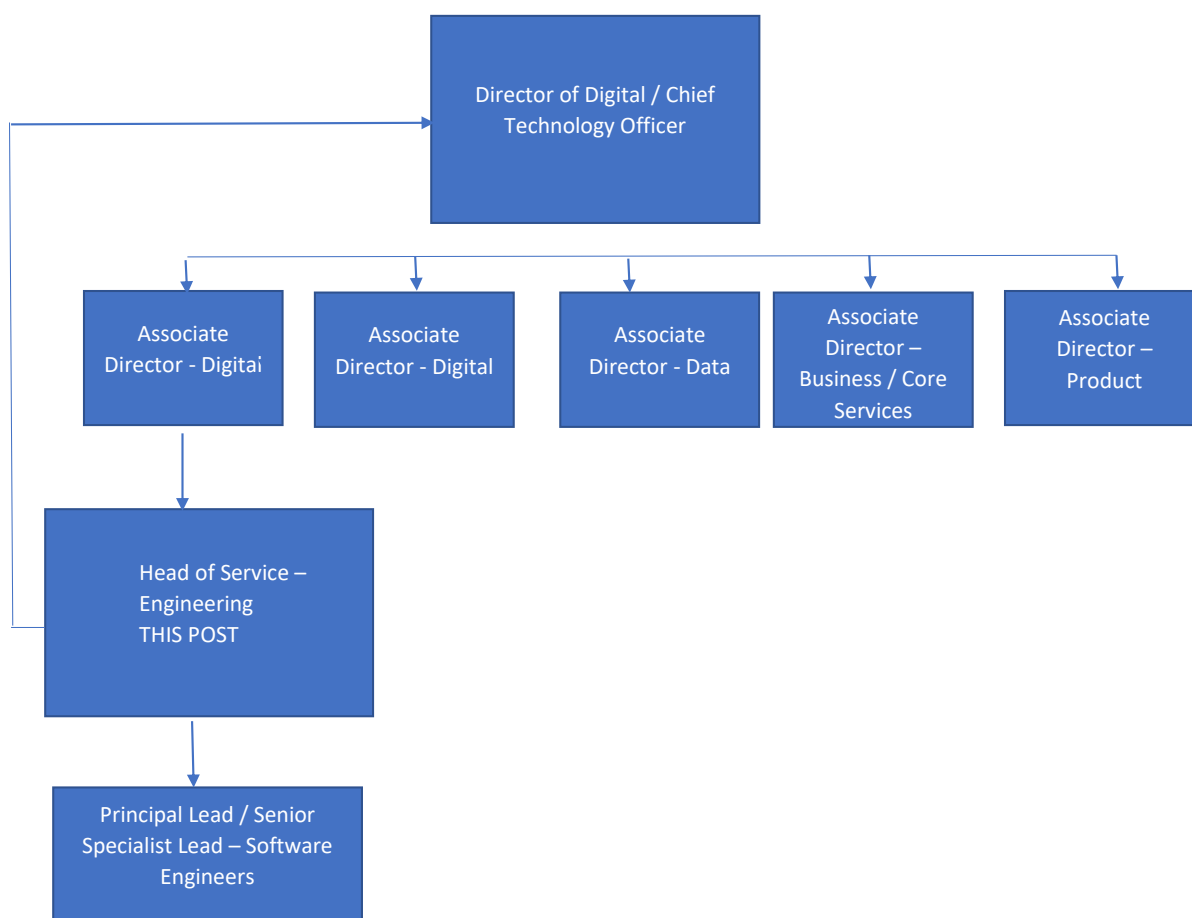 Director of Digital / Chief
Technology Officer
Associate
Director - Digital
Associate
Director - Digital
Associate
Director - Data
Associate
Director –
Business / Core
Services
Associate
Director –
Product
Head of Service –
Engineering
THIS POST
Principal Lead / Senior
Specialist Lead – Software
Engineers